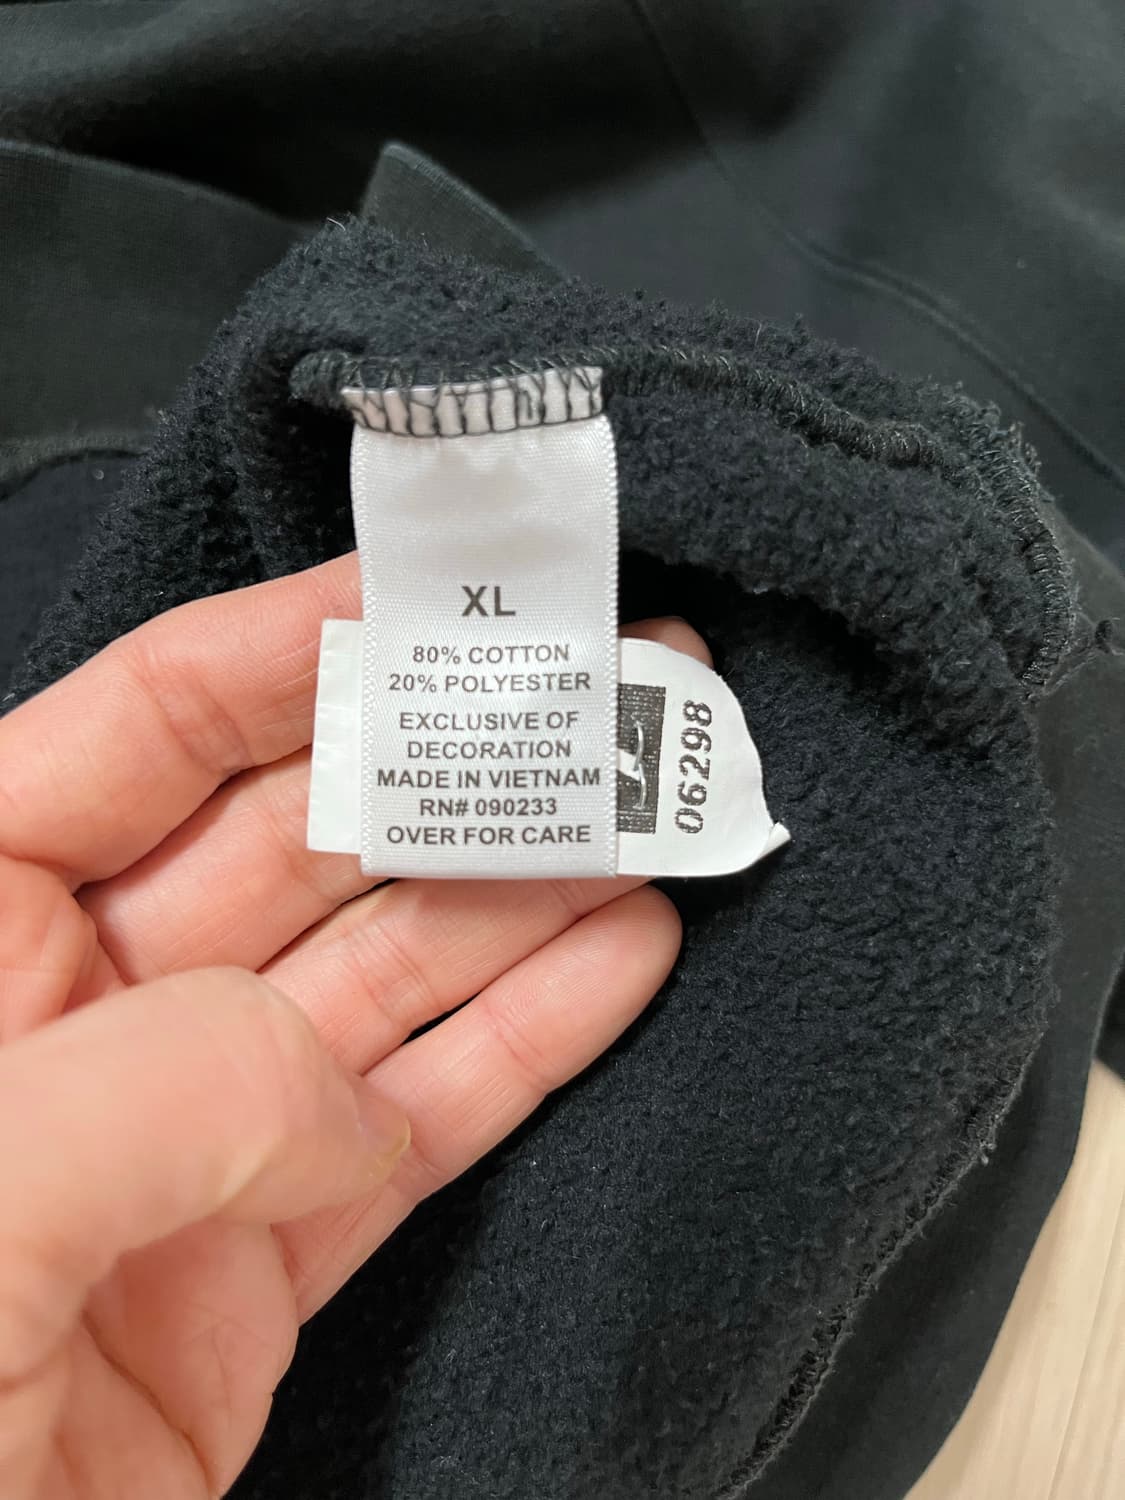 XL
80% COTTON
20% POLYESTER
EXCLUSIVE OF
DECORATION
MADE IN VIETNAM
RN# 090233
OVER FOR CARE
06298